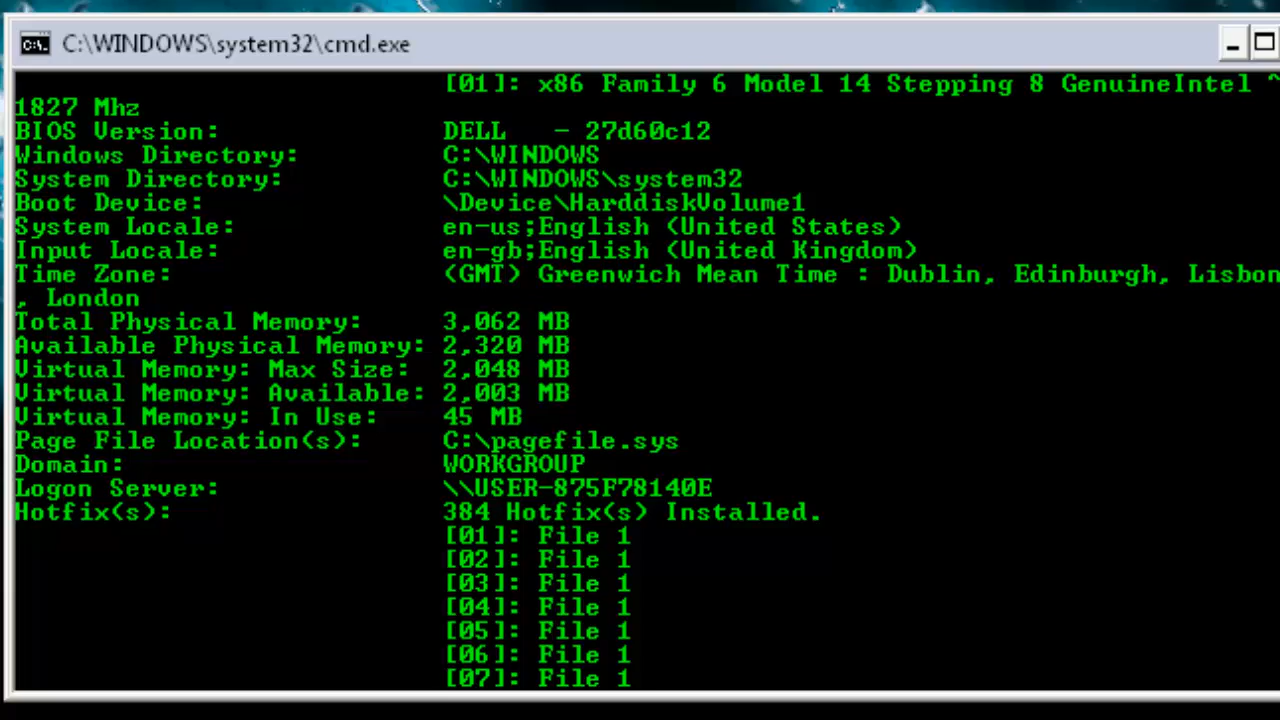 C:\WINDOWS\system32\cmd.exe
[01]: x86 Family 6 Model 14 Stepping 8 GenuineIntel ~
1827 Mhz
BIOS Version: DELL - 27d60c12
Windows Directory: C:\WINDOWS
System Directory: C:\WINDOWS\system32
Boot Device: \Device\HarddiskVolume1
System Locale: en-us;English (United States)
Input Locale: en-gb;English (United Kingdom)
Time Zone: (GMT) Greenwich Mean Time : Dublin, Edinburgh, Lisbon
, London
Total Physical Memory: 3,062 MB
Available Physical Memory: 2,320 MB
Virtual Memory: Max Size: 2,048 MB
Virtual Memory: Available: 2,003 MB
Virtual Memory: In Use: 45 MB
Page File Location(s): C:\pagefile.sys
Domain: WORKGROUP
Logon Server: \\USER-875F78140E
Hotfix(s): 384 Hotfix(s) Installed.
[01]: File 1
[02]: File 1
[03]: File 1
[04]: File 1
[05]: File 1
[06]: File 1
[07]: File 1